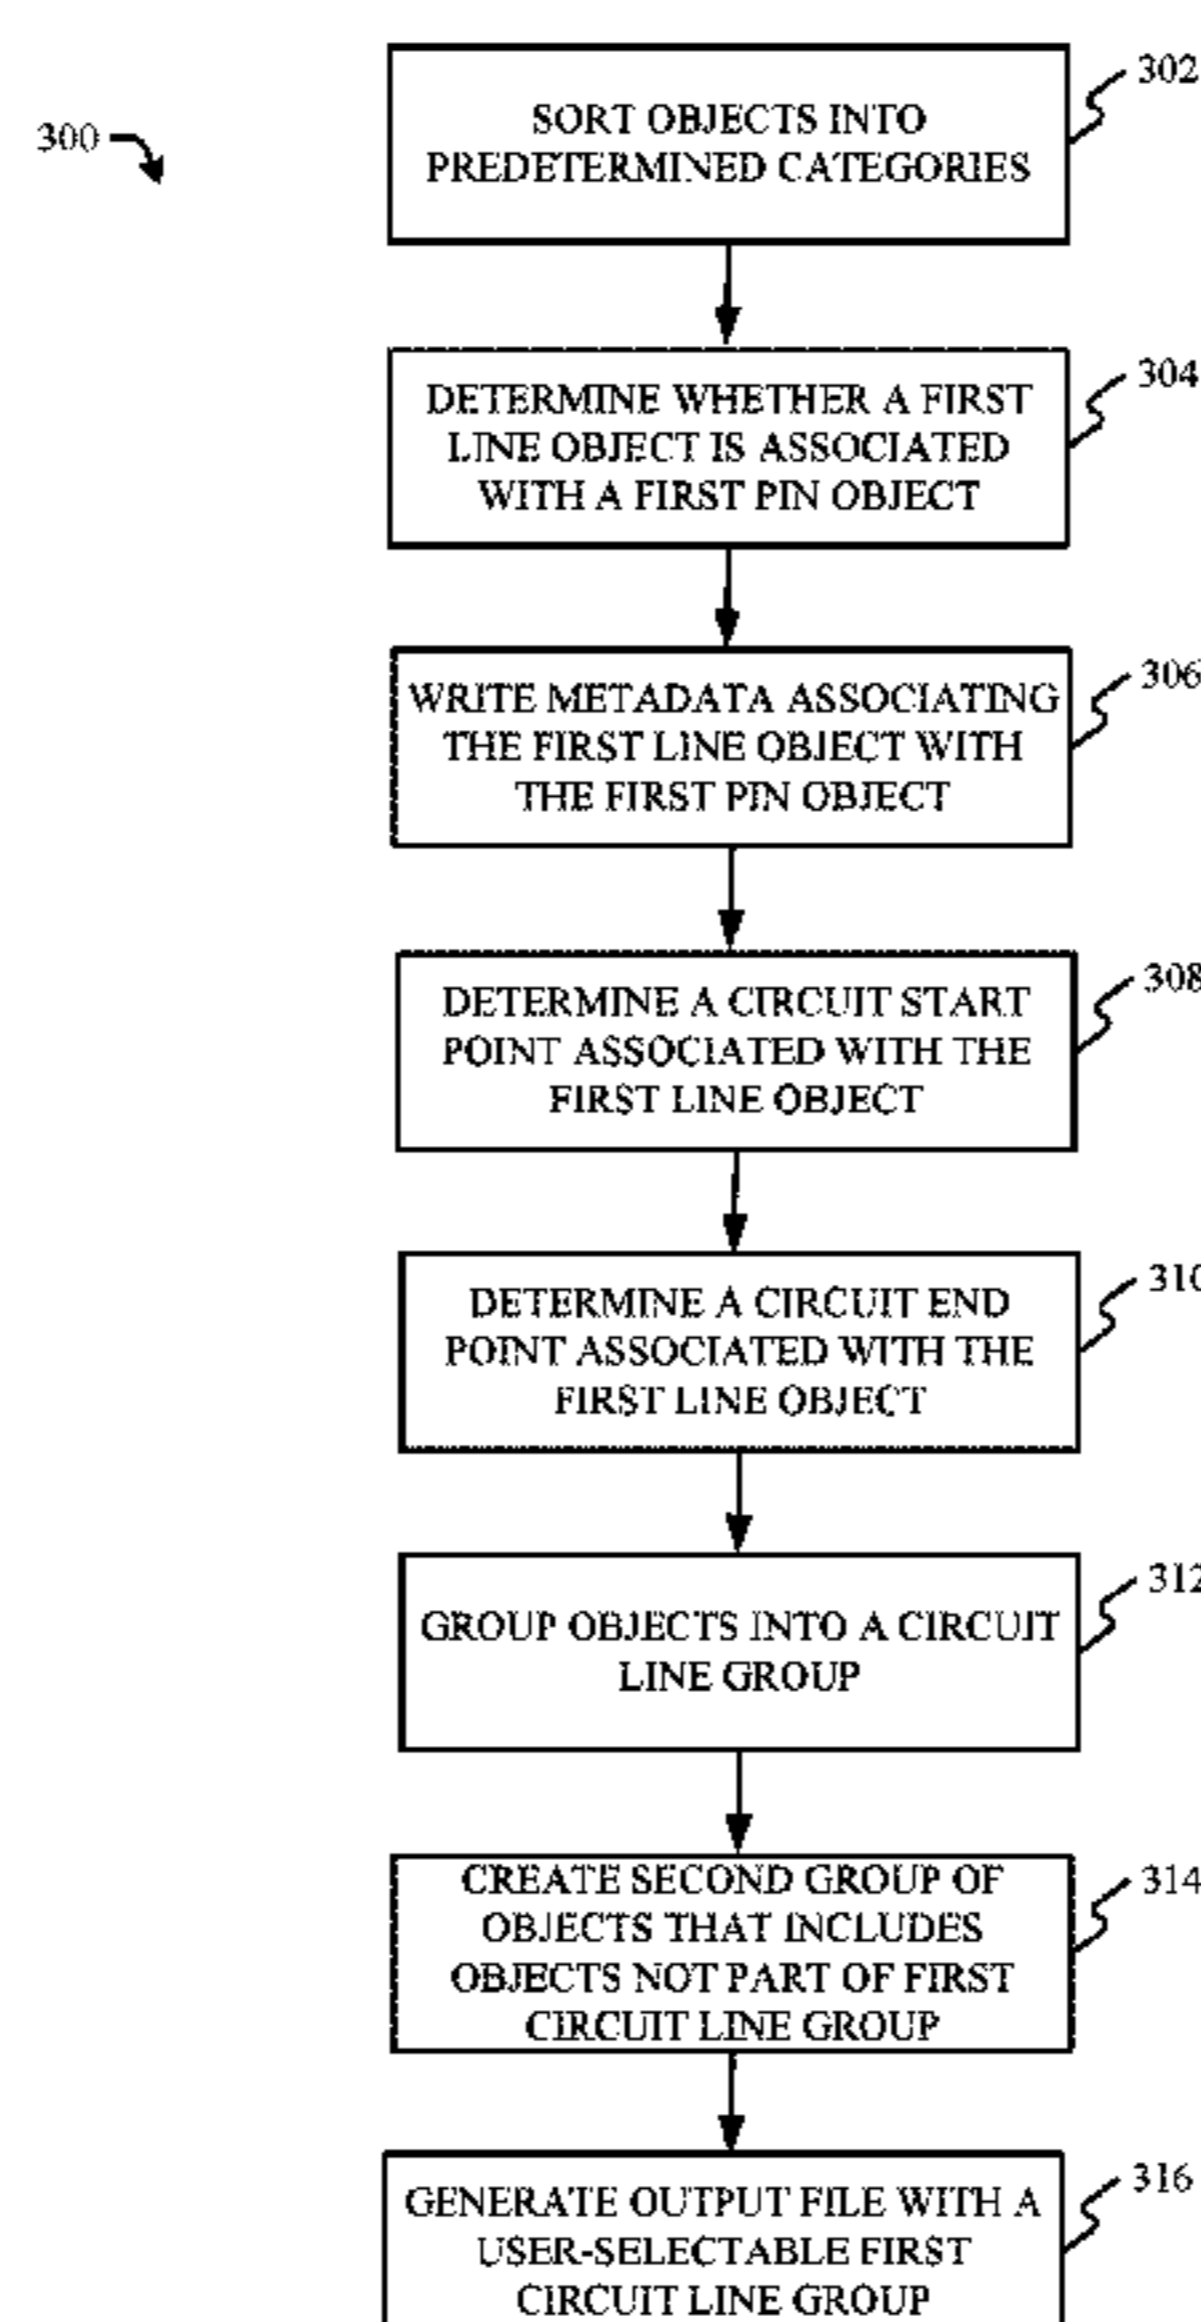 300
302
SORT OBJECTS INTO
PREDETERMINED CATEGORIES
304
DETERMINE WHETHER A FIRST
LINE OBJECT IS ASSOCIATED
WITH A FIRST PIN OBJECT
306
WRITE METADATA ASSOCIATING
THE FIRST LINE OBJECT WITH
THE FIRST PIN OBJECT
308
DETERMINE A CIRCUIT START
POINT ASSOCIATED WITH THE
FIRST LINE OBJECT
310
DETERMINE A CIRCUIT END
POINT ASSOCIATED WITH THE
FIRST LINE OBJECT
312
GROUP OBJECTS INTO A CIRCUIT
LINE GROUP
314
CREATE SECOND GROUP OF
OBJECTS THAT INCLUDES
OBJECTS NOT PART OF FIRST
CIRCUIT LINE GROUP
316
GENERATE OUTPUT FILE WITH A
USER-SELECTABLE FIRST
CIRCUIT LINE GROUP